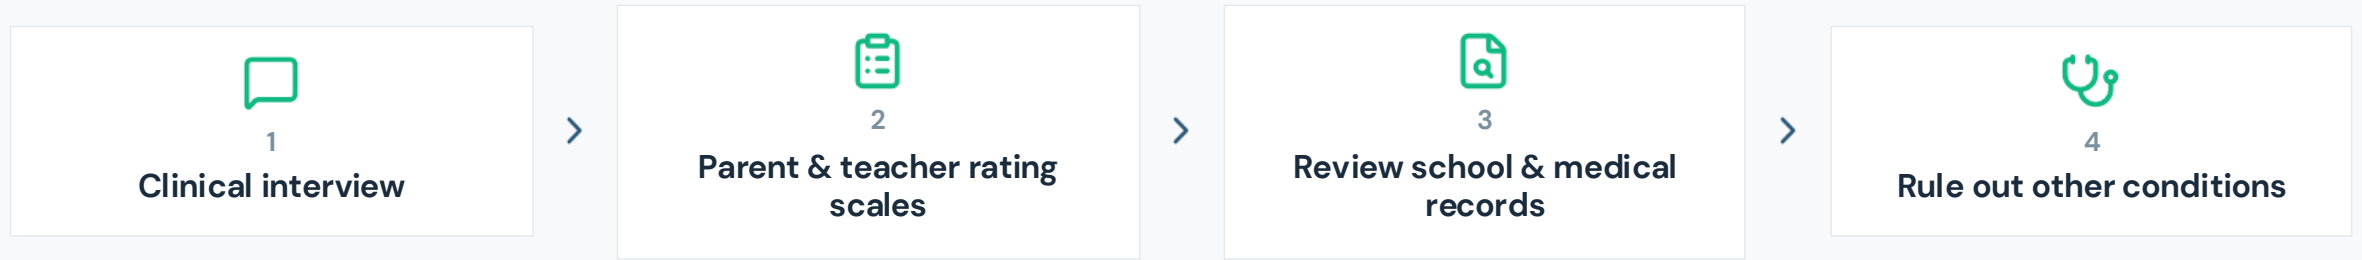 1
Clinical interview
2
Parent & teacher rating
scales
3
Review school & medical
records
4
Rule out other conditions